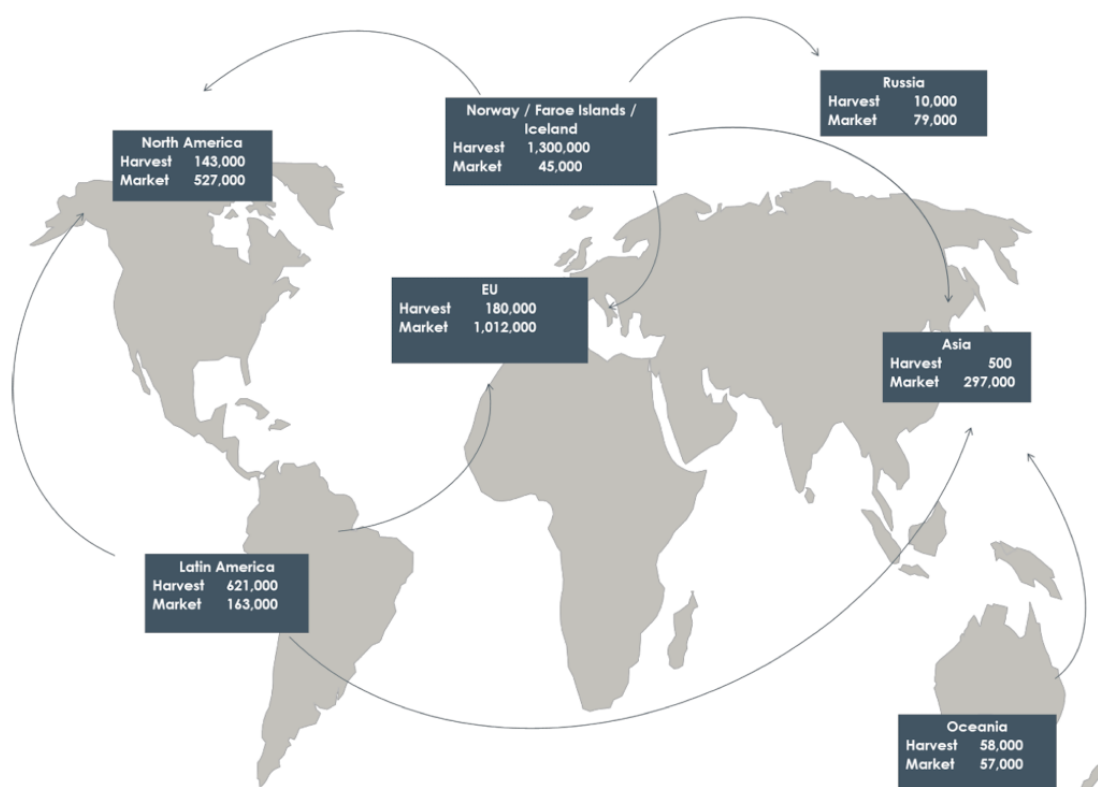 Russia
Harvest 10,000
Market 79,000
Norway / Faroe Islands /
Iceland
Harvest 1,300,000
Market 45,000
North America
Harvest 143,000
Market 527,000
EU
Harvest 180,000
Market 1,012,000
Asia
Harvest 500
Market 297,000
Latin America
Harvest 621,000
Market 163,000
Oceania
Harvest 58,000
Market 57,000